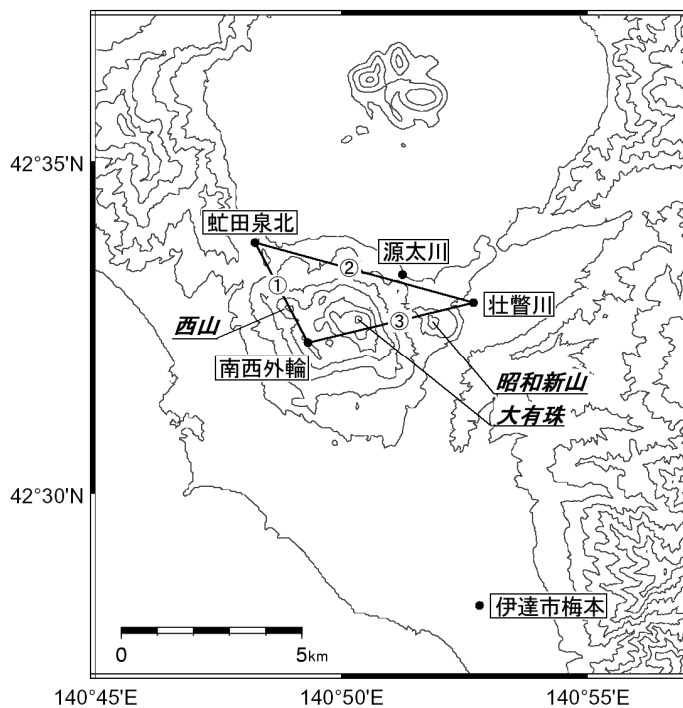 42°35'N
虻田泉北
源太川
②
①
壮瞥川
西山
③
南西外輪
昭和新山
大有珠
42°30'N
伊達市梅本
0 5km
140°45'E 140°50'E 140°55'E